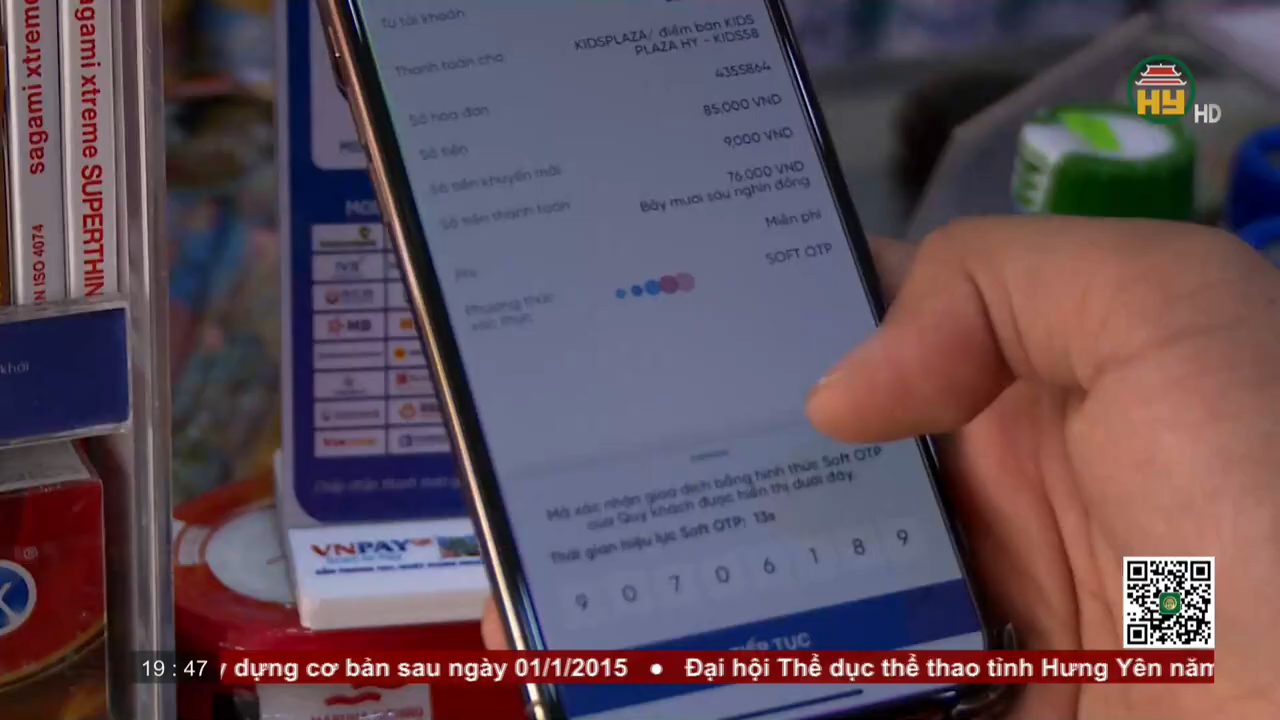 Từ tài khoản
KIDSPLAZA/ điểm bán KIDS
PLAZA HY - KIDS58
Thanh toán cho
4355864
Số hóa đơn
85,000 VND
Số tiền
9,000 VND
Số tiền khuyến mãi
76,000 VND
Bảy mươi sáu nghìn đồng
Số tiền thanh toán
Miễn phí
Phí
SOFT OTP
Phương thức
xác thực
Mã xác nhận giao dịch bằng hình thức Soft OTP
của Quý khách được hiển thị dưới đây.
Thời gian hiệu lực Soft OTP: 13s
9 0 7 0 6 1 8 9
TIẾP TỤC
sagami xtreme
agami xtreme SUPERTHIN
N ISO 4074
khởi
VNPAY
HY HD
19 : 47 y dựng cơ bản sau ngày 01/1/2015 ● Đại hội Thể dục thể thao tỉnh Hưng Yên năm